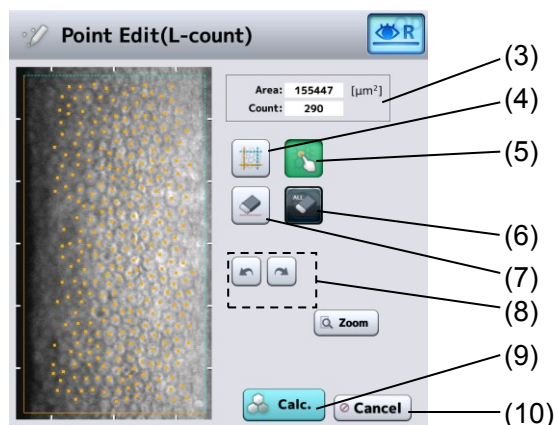 Point Edit(L-count)
R
(3)
Area: 155447 [µm²]
Count: 290
(4)
(5)
ALL
(6)
(7)
(8)
Zoom
(9)
Calc.
Cancel
(10)